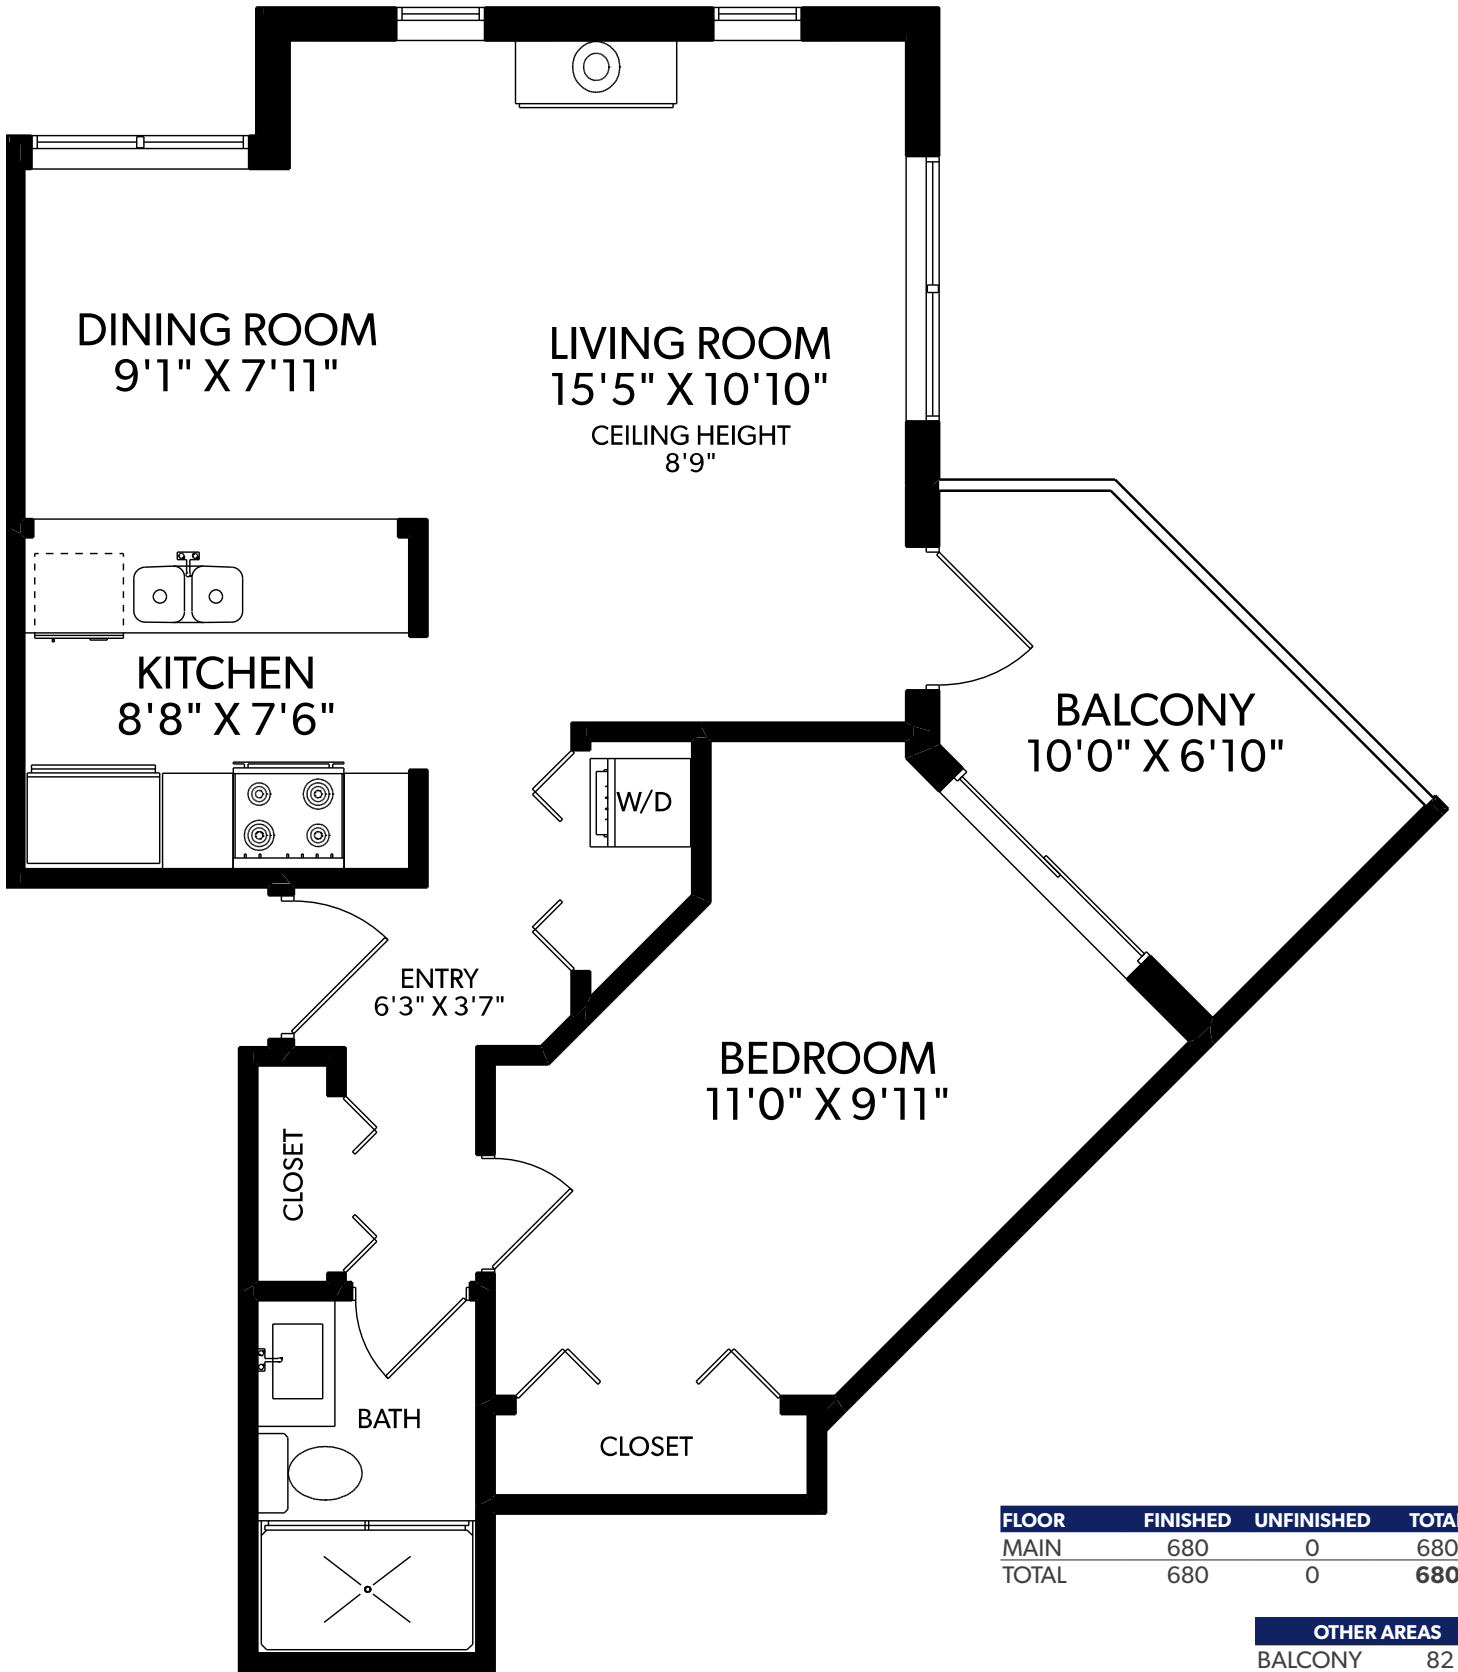 DINING ROOM
9'1" X 7'11"
LIVING ROOM
15'5" X 10'10"
CEILING HEIGHT
8'9"
KITCHEN
8'8" X 7'6"
BALCONY
10'0" X 6'10"
W/D
ENTRY
6'3" X 3'7"
BEDROOM
11'0" X 9'11"
CLOSET
BATH
CLOSET
FLOOR FINISHED UNFINISHED TOTAL
MAIN 680 0 680
TOTAL 680 0 680
OTHER AREAS
BALCONY 82